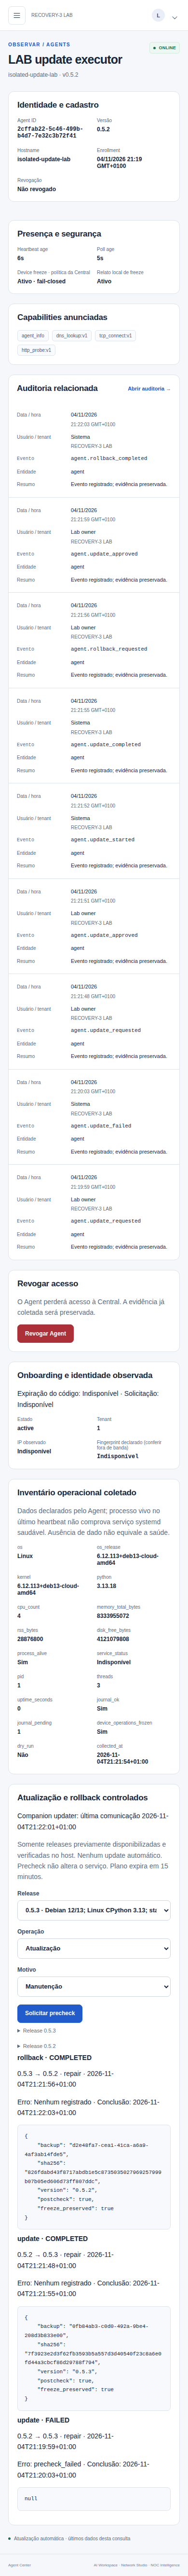 RECOVERY-3 LAB
L
OBSERVAR / AGENTS
ONLINE
LAB update executor
isolated-update-lab · v0.5.2
Identidade e cadastro
Agent ID
Versão
2cffab22-5c46-499b-b4d7-7e32c3b72f41
0.5.2
Hostname
Enrollment
isolated-update-lab
04/11/2026 21:19 GMT+0100
Revogação
Não revogado
Presença e segurança
Heartbeat age
Poll age
6s
5s
Device freeze · política da Central
Relato local de freeze
Ativo · fail-closed
Ativo
Capabilities anunciadas
agent_info
dns_lookup:v1
tcp_connect:v1
http_probe:v1
Auditoria relacionada
Abrir auditoria →
Data / hora
04/11/2026
21:22:03 GMT+0100
Usuário / tenant
Sistema
RECOVERY-3 LAB
Evento
agent.rollback_completed
Entidade
agent
Resumo
Evento registrado; evidência preservada.
Data / hora
04/11/2026
21:21:59 GMT+0100
Usuário / tenant
Lab owner
RECOVERY-3 LAB
Evento
agent.update_approved
Entidade
agent
Resumo
Evento registrado; evidência preservada.
Data / hora
04/11/2026
21:21:56 GMT+0100
Usuário / tenant
Lab owner
RECOVERY-3 LAB
Evento
agent.rollback_requested
Entidade
agent
Resumo
Evento registrado; evidência preservada.
Data / hora
04/11/2026
21:21:55 GMT+0100
Usuário / tenant
Sistema
RECOVERY-3 LAB
Evento
agent.update_completed
Entidade
agent
Resumo
Evento registrado; evidência preservada.
Data / hora
04/11/2026
21:21:52 GMT+0100
Usuário / tenant
Sistema
RECOVERY-3 LAB
Evento
agent.update_started
Entidade
agent
Resumo
Evento registrado; evidência preservada.
Data / hora
04/11/2026
21:21:51 GMT+0100
Usuário / tenant
Lab owner
RECOVERY-3 LAB
Evento
agent.update_approved
Entidade
agent
Resumo
Evento registrado; evidência preservada.
Data / hora
04/11/2026
21:21:48 GMT+0100
Usuário / tenant
Lab owner
RECOVERY-3 LAB
Evento
agent.update_requested
Entidade
agent
Resumo
Evento registrado; evidência preservada.
Data / hora
04/11/2026
21:20:03 GMT+0100
Usuário / tenant
Sistema
RECOVERY-3 LAB
Evento
agent.update_failed
Entidade
agent
Resumo
Evento registrado; evidência preservada.
Data / hora
04/11/2026
21:19:59 GMT+0100
Usuário / tenant
Lab owner
RECOVERY-3 LAB
Evento
agent.update_requested
Entidade
agent
Resumo
Evento registrado; evidência preservada.
Revogar acesso
O Agent perderá acesso à Central. A evidência já
coletada será preservada.
Revogar Agent
Onboarding e identidade observada
Expiração do código: Indisponível · Solicitação:
Indisponível
Estado
Tenant
active
1
IP observado
Fingerprint declarado (conferir fora de banda)
Indisponível
Indisponível
Inventário operacional coletado
Dados declarados pelo Agent; processo vivo no
último heartbeat não comprova serviço systemd
saudável. Ausência de dado não equivale a saúde.
os
os_release
Linux
6.12.113+deb13-cloud-amd64
kernel
python
6.12.113+deb13-cloud-amd64
3.13.18
cpu_count
memory_total_bytes
4
8333955072
rss_bytes
disk_free_bytes
28876800
4121079808
process_alive
service_status
Sim
Indisponível
pid
threads
1
3
uptime_seconds
journal_ok
0
Sim
journal_pending
device_operations_frozen
1
Sim
dry_run
collected_at
Não
2026-11-04T21:21:54+01:00
Atualização e rollback controlados
Companion updater: última comunicação 2026-11-
04T21:22:01+01:00
Somente releases previamente disponibilizadas e
verificadas no host. Nenhum update automático.
Precheck não altera o serviço. Plano expira em 15
minutos.
Release
0.5.3 · Debian 12/13; Linux CPython 3.13; sta
Operação
Atualização
Motivo
Manutenção
Solicitar precheck
Release 0.5.3
Release 0.5.2
rollback · COMPLETED
0.5.3 → 0.5.2 · repair · 2026-11-
04T21:21:56+01:00
Erro: Nenhum registrado · Conclusão: 2026-11-
04T21:22:03+01:00
{
"version": "0.5.2",
"postcheck": true,
"freeze_preserved": true
}
update · COMPLETED
0.5.2 → 0.5.3 · repair · 2026-11-
04T21:21:48+01:00
Erro: Nenhum registrado · Conclusão: 2026-11-
04T21:21:55+01:00
{
"version": "0.5.3",
"postcheck": true,
"freeze_preserved": true
}
update · FAILED
0.5.2 → 0.5.3 · repair · 2026-11-
04T21:19:59+01:00
Erro: precheck_failed · Conclusão: 2026-11-
04T21:20:03+01:00
null
Atualização automática · últimos dados desta consulta
Agent Center